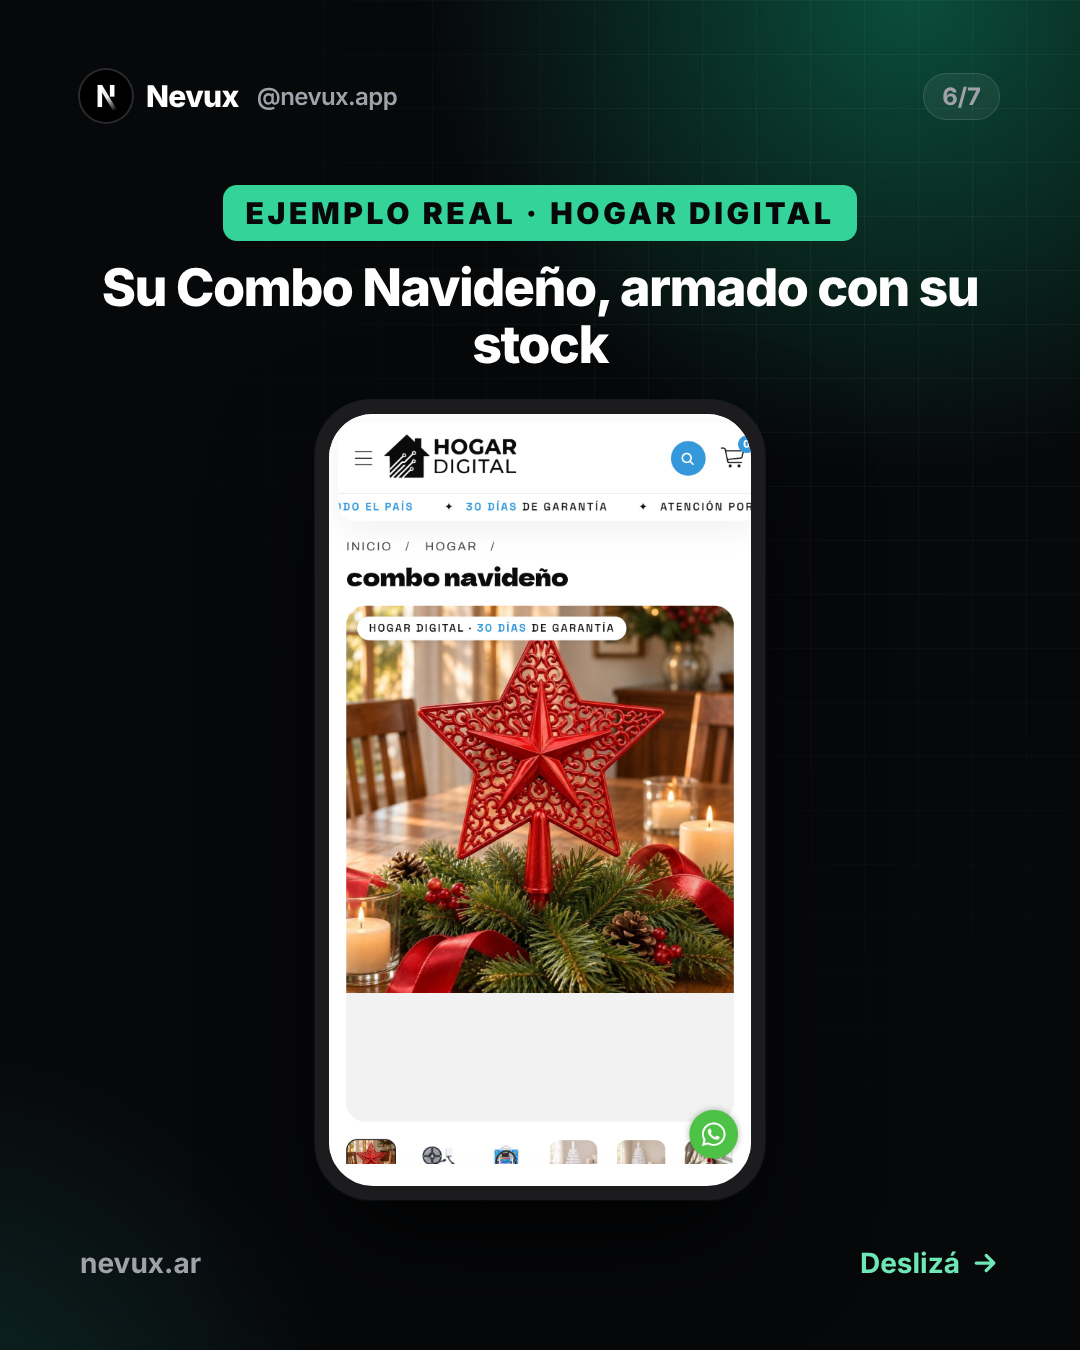 N
Nevux @nevux.app
6/7
EJEMPLO REAL · HOGAR DIGITAL
Su Combo Navideño, armado con su
stock
HOGAR
DIGITAL
EL PAÍS ✦ 30 DÍAS DE GARANTÍA ✦ ATENCIÓN
INICIO / HOGAR /
combo navideño
HOGAR DIGITAL · 30 DÍAS DE GARANTÍA
nevux.ar
Deslizá →